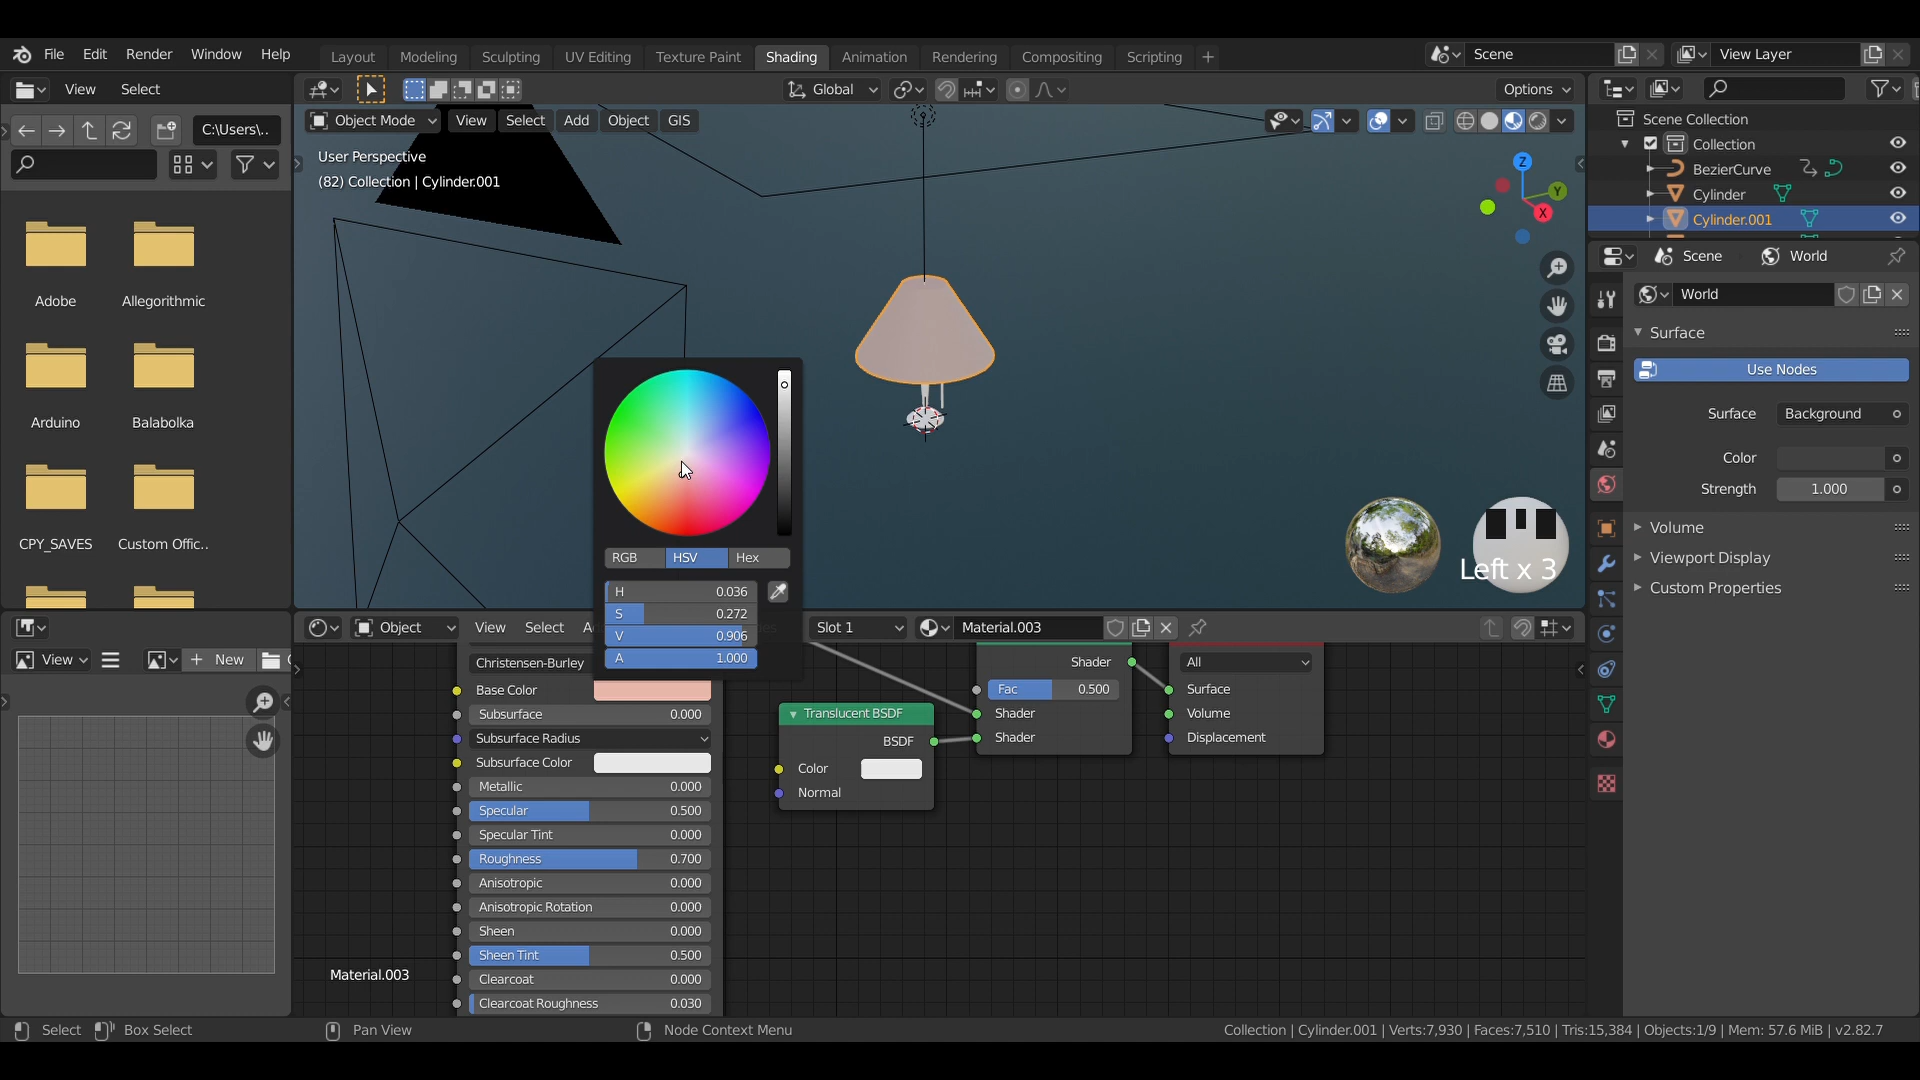 File Edit Render Window Help
Layout Modeling Sculpting UV Editing Texture Paint Shading Animation Rendering Compositing Scripting +
Scene
View Layer
View Select
C:\Users\..
Adobe
Allegorithmic
Arduino
Balabolka
CPY_SAVES
Custom Offic..
Global
Options
Object Mode View Select Add Object GIS
User Perspective
(82) Collection | Cylinder.001
Z
Y
X
RGB HSV Hex
H 0.036
S 0.272
V 0.906
A 1.000
Left x 3
Scene Collection
Collection
BezierCurve
Cylinder
Cylinder.001
Scene World
World
Surface
Use Nodes
Surface Background
Color
Strength 1.000
Volume
Viewport Display
Custom Properties
View + New
Object View Select
Slot 1 Material.003
Christensen-Burley
Base Color
Subsurface 0.000
Subsurface Radius
Subsurface Color
Metallic 0.000
Specular 0.500
Specular Tint 0.000
Roughness 0.700
Anisotropic 0.000
Anisotropic Rotation 0.000
Sheen 0.000
Sheen Tint 0.500
Clearcoat 0.000
Clearcoat Roughness 0.030
Material.003
Translucent BSDF
BSDF
Color
Normal
Shader
Fac 0.500
Shader
Shader
All
Surface
Volume
Displacement
Select Box Select Pan View Node Context Menu
Collection | Cylinder.001 | Verts:7,930 | Faces:7,510 | Tris:15,384 | Objects:1/9 | Mem: 57.6 MiB | v2.82.7